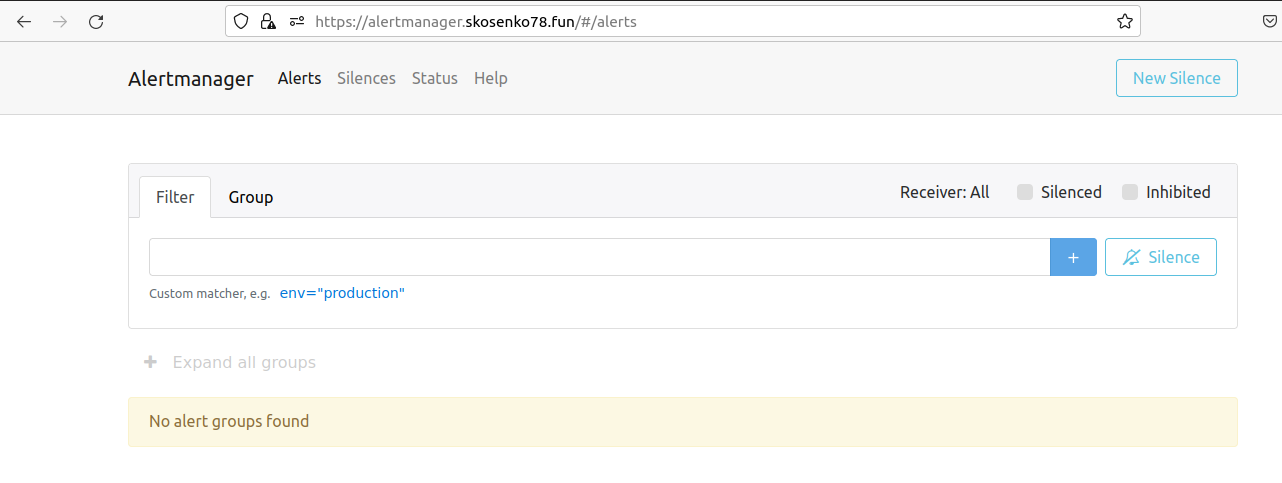 https://alertmanager.skosenko78.fun/#/alerts
Alertmanager Alerts Silences Status Help New Silence
Filter Group Receiver: All Silenced Inhibited
+ Silence
Custom matcher, e.g. env="production"
+ Expand all groups
No alert groups found